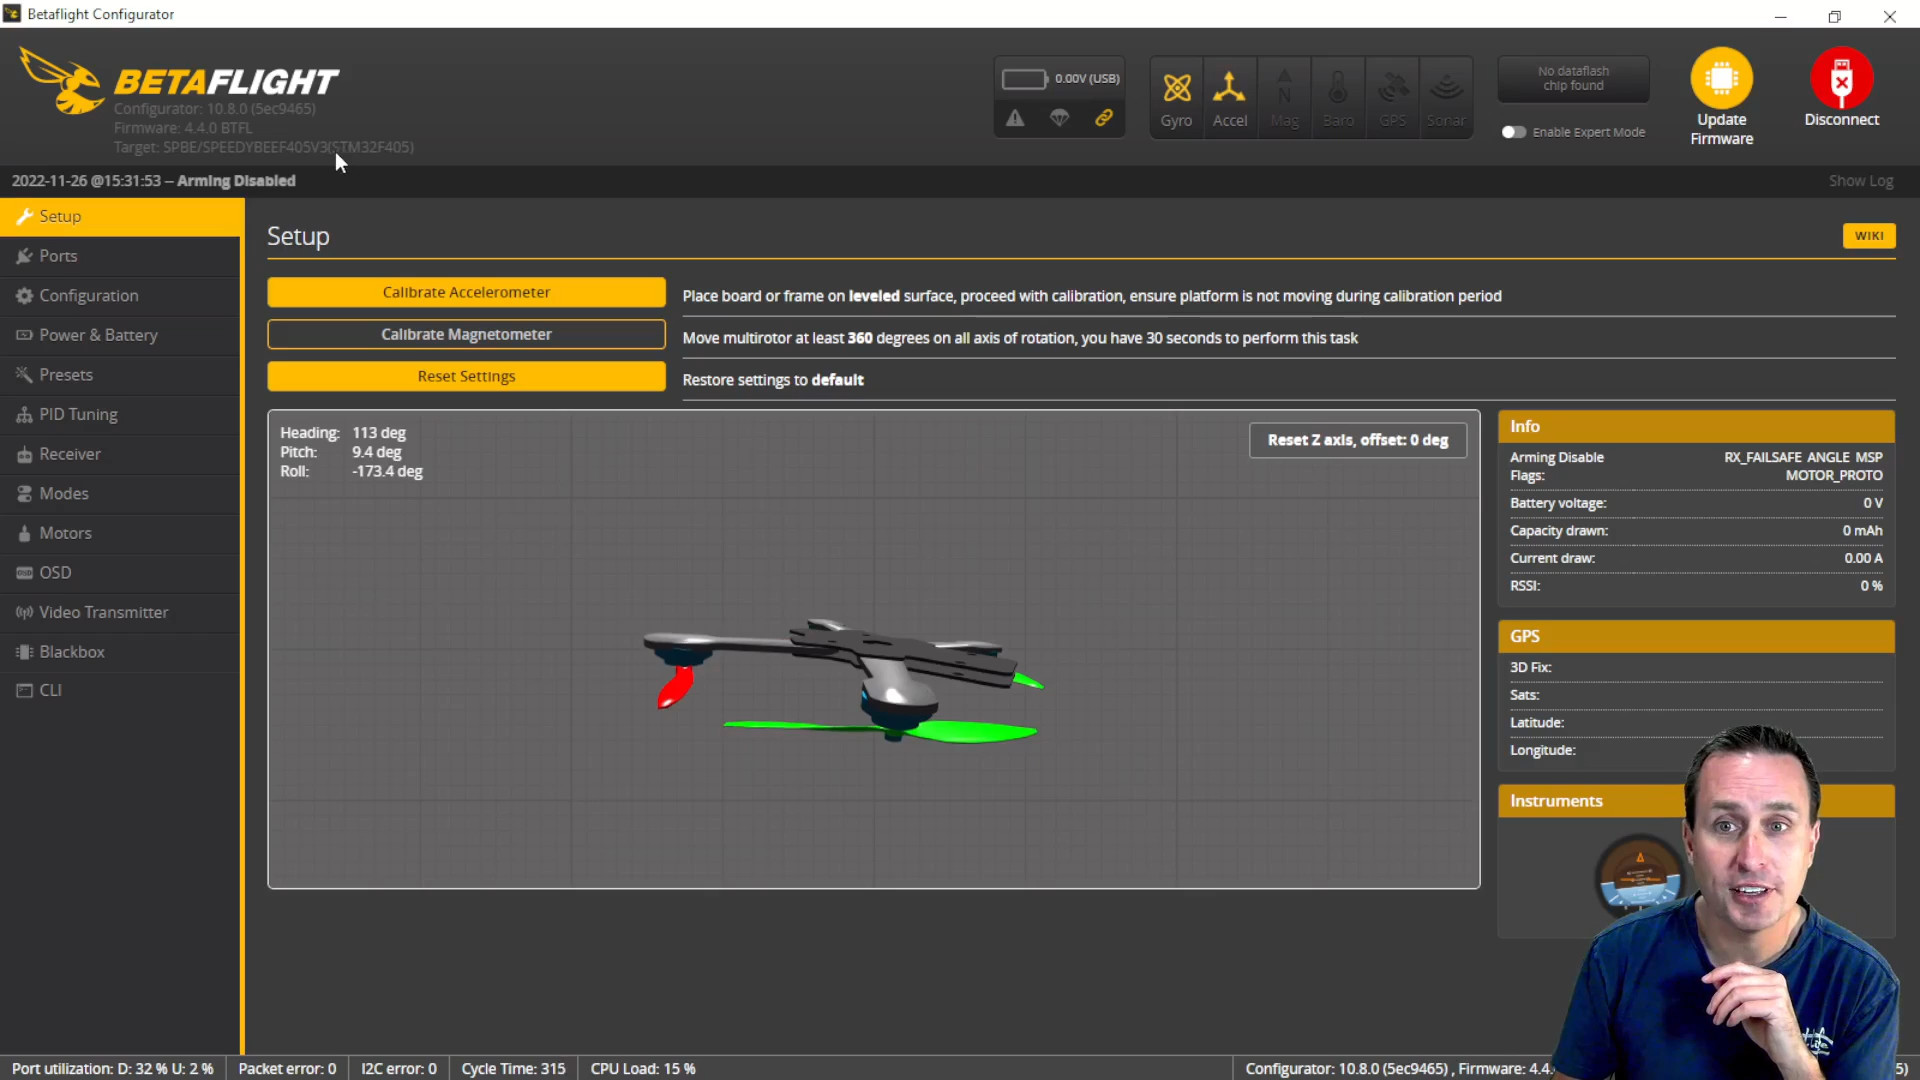 Betaflight Configurator
BETAFLIGHT
Configurator: 10.8.0 (5ec9465)
Firmware: 4.4.0 BTFL
Target: SPBE/SPEEDYBEEF405V3(STM32F405)
0.00V (USB)
Gyro
Accel
N
Mag
Baro
GPS
Sonar
No dataflash
chip found
Enable Expert Mode
Update
Firmware
Disconnect
2022-11-26 @15:31:53 -- Arming Disabled
Show Log
Setup
Ports
Configuration
Power & Battery
Presets
PID Tuning
Receiver
Modes
Motors
OSD
Video Transmitter
Blackbox
CLI
Setup
WIKI
Calibrate Accelerometer
Place board or frame on leveled surface, proceed with calibration, ensure platform is not moving during calibration period
Calibrate Magnetometer
Move multirotor at least 360 degrees on all axis of rotation, you have 30 seconds to perform this task
Reset Settings
Restore settings to default
Heading: 113 deg
Pitch: 9.4 deg
Roll: -173.4 deg
Reset Z axis, offset: 0 deg
Info
Arming Disable Flags: RX_FAILSAFE ANGLE MSP MOTOR_PROTO
Battery voltage: 0 V
Capacity drawn: 0 mAh
Current draw: 0.00 A
RSSI: 0 %
GPS
3D Fix:
Sats:
Latitude:
Longitude:
Instruments
Port utilization: D: 32 % U: 2 %
Packet error: 0
I2C error: 0
Cycle Time: 315
CPU Load: 15 %
Configurator: 10.8.0 (5ec9465) , Firmware: 4.4.
5)